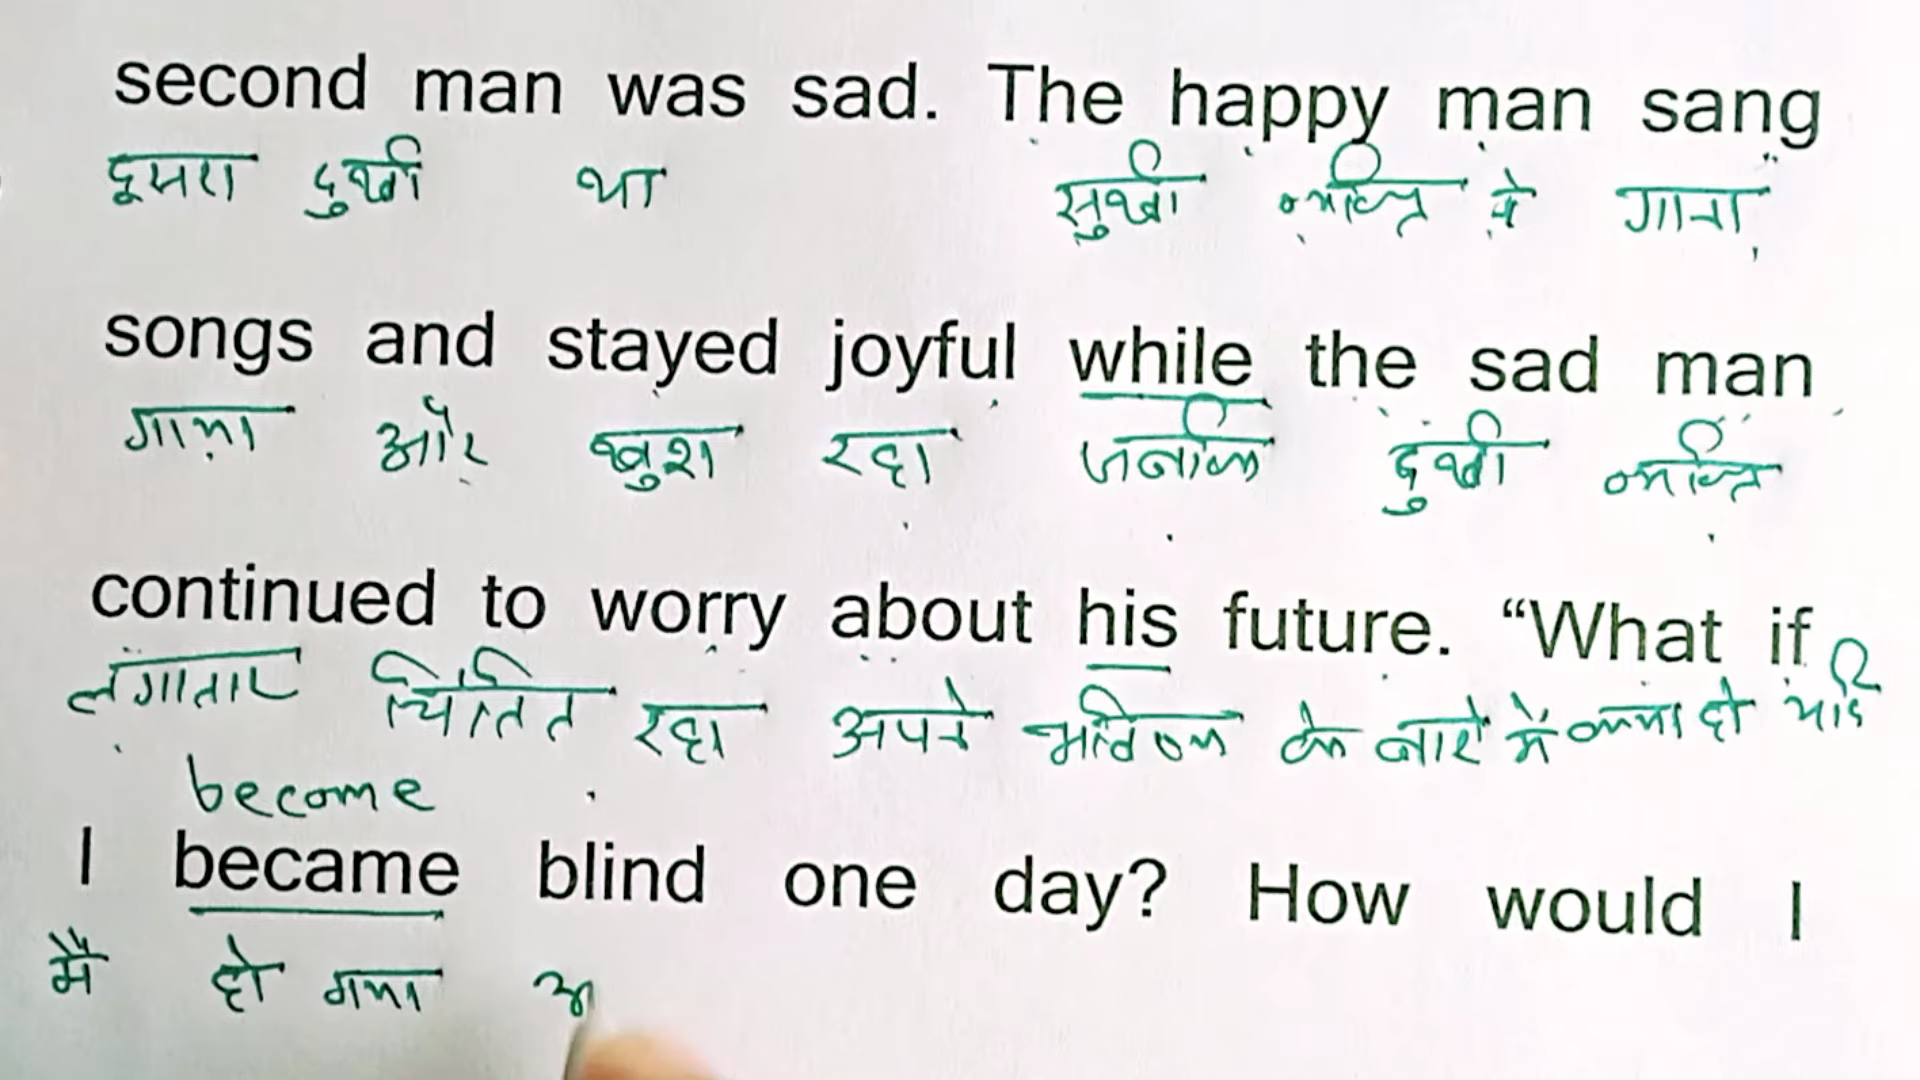 second man was sad. The happy man sang
दूसरा दुखी था सुखी व्यक्ति ने गाना
songs and stayed joyful while the sad man
गाया और खुश रहा जबकि दुखी व्यक्ति
continued to worry about his future. “What if
लगातार चिंतित रहा अपने भविष्य के बारे में क्या हो यदि
become
I became blind one day? How would I
मैं हो गया अ